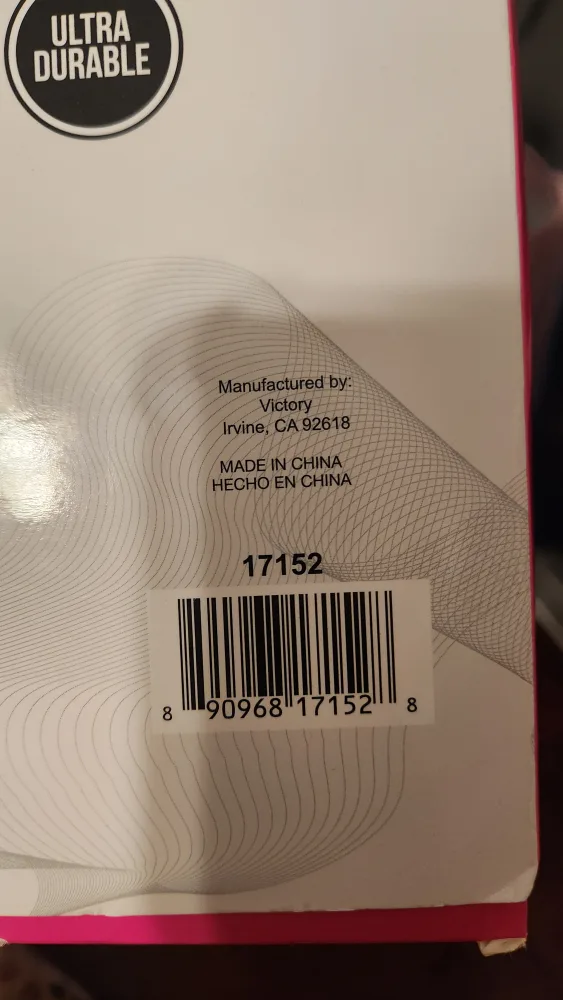 ULTRA
DURABLE
Manufactured by:
Victory
Irvine, CA 92618
MADE IN CHINA
HECHO EN CHINA
17152
8 90968 17152 8